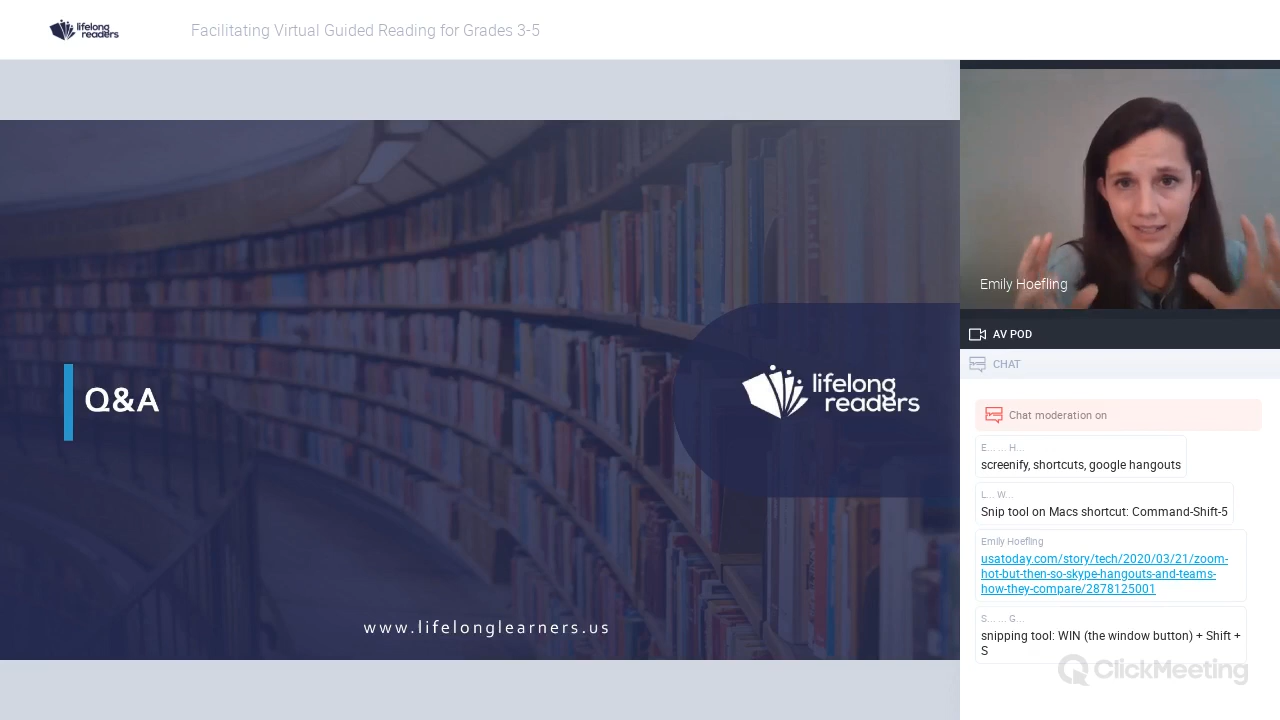 lifelong
readers
Facilitating Virtual Guided Reading for Grades 3-5
Q&A
lifelong
readers
www.lifelonglearners.us
Emily Hoefling
AV POD
CHAT
Chat moderation on
E... ... H...
screenify, shortcuts, google hangouts
L... W...
Snip tool on Macs shortcut: Command-Shift-5
Emily Hoefling
usatoday.com/story/tech/2020/03/21/zoom-
hot-but-then-so-skype-hangouts-and-teams-
how-they-compare/2878125001
S... ... G...
snipping tool: WIN (the window button) + Shift +
S
ClickMeeting